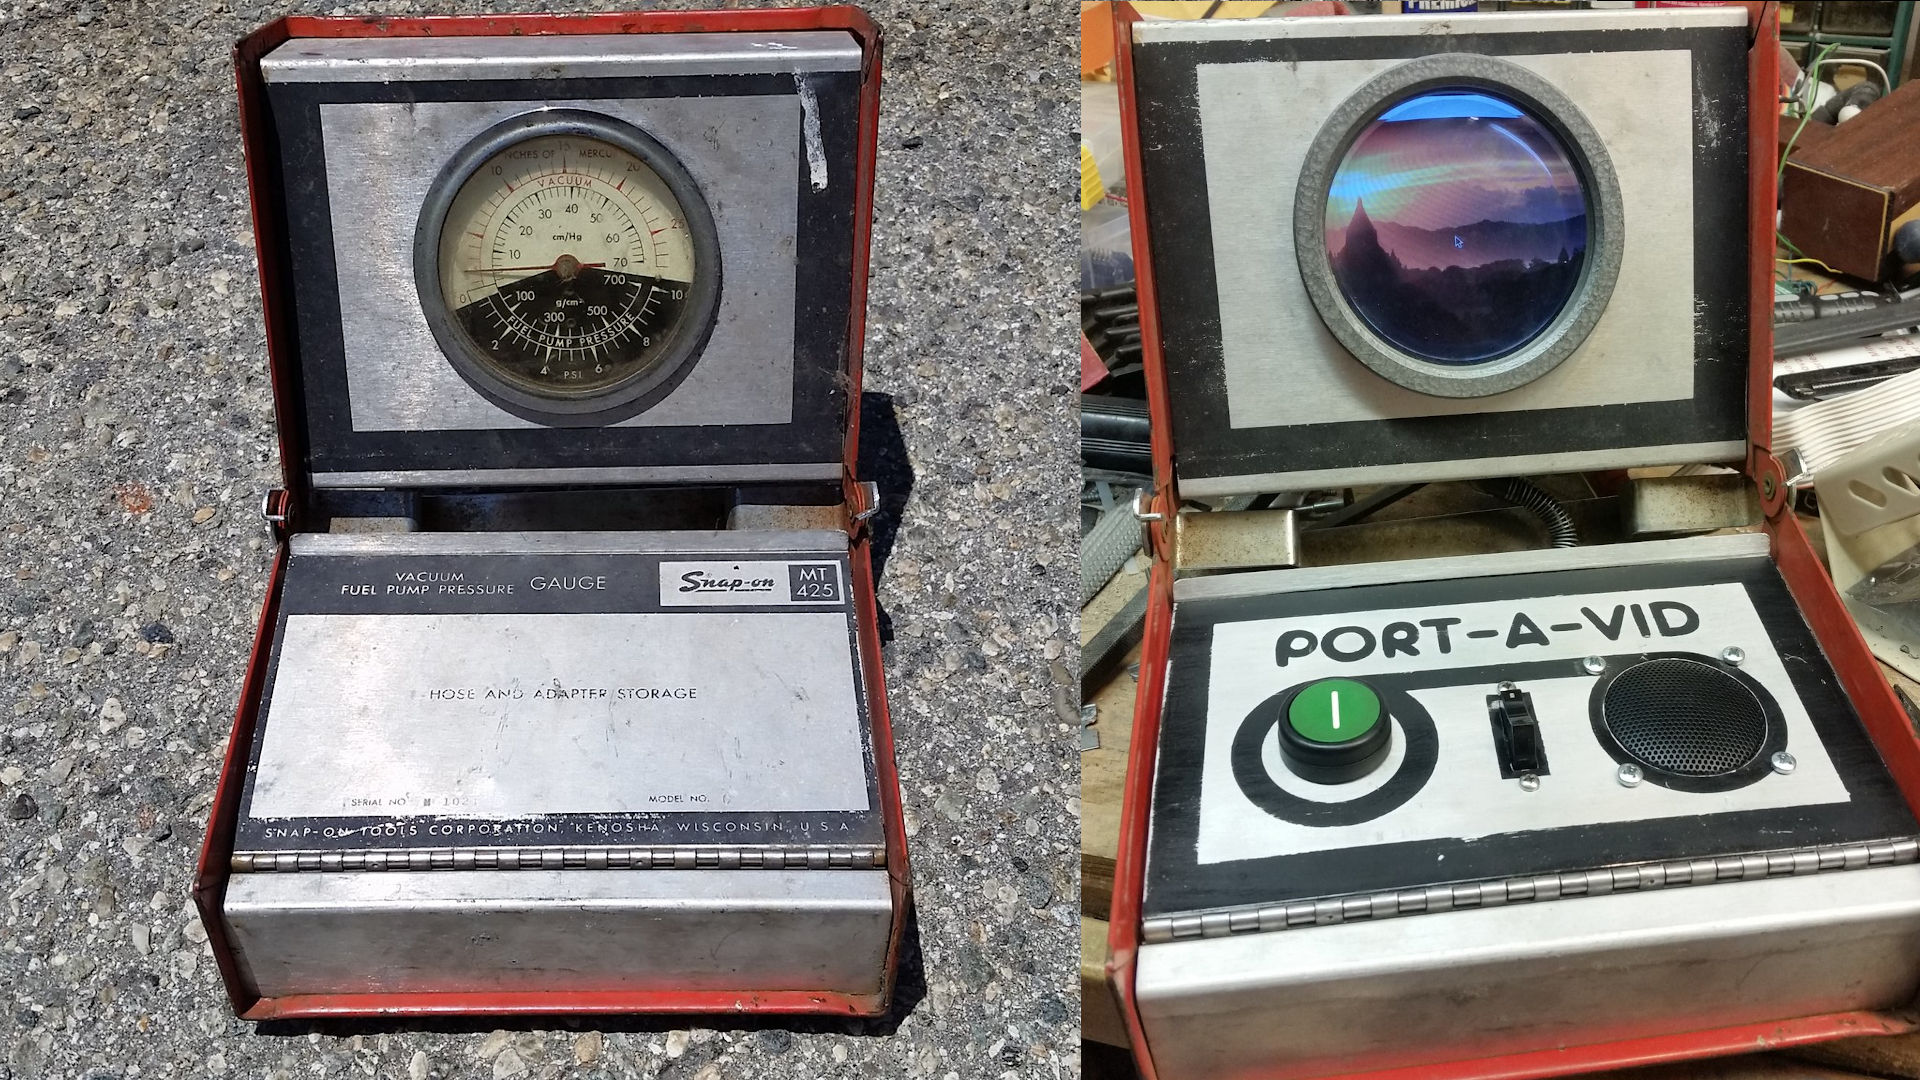 INCHES OF MERCU
10 15 20 25
VACUUM
10 20 30 40 50 60 70
cm/Hg
0
100 300 500 700
g/cm²
FUEL PUMP PRESSURE
2 4 6 8 10
P.S.I.
VACUUM
FUEL PUMP PRESSURE GAUGE
Snap-on
MT
425
HOSE AND ADAPTER STORAGE
SERIAL NO
MODEL NO.
SNAP-ON TOOLS CORPORATION, KENOSHA, WISCONSIN, U.S.A
PREMIUM
PORT-A-VID